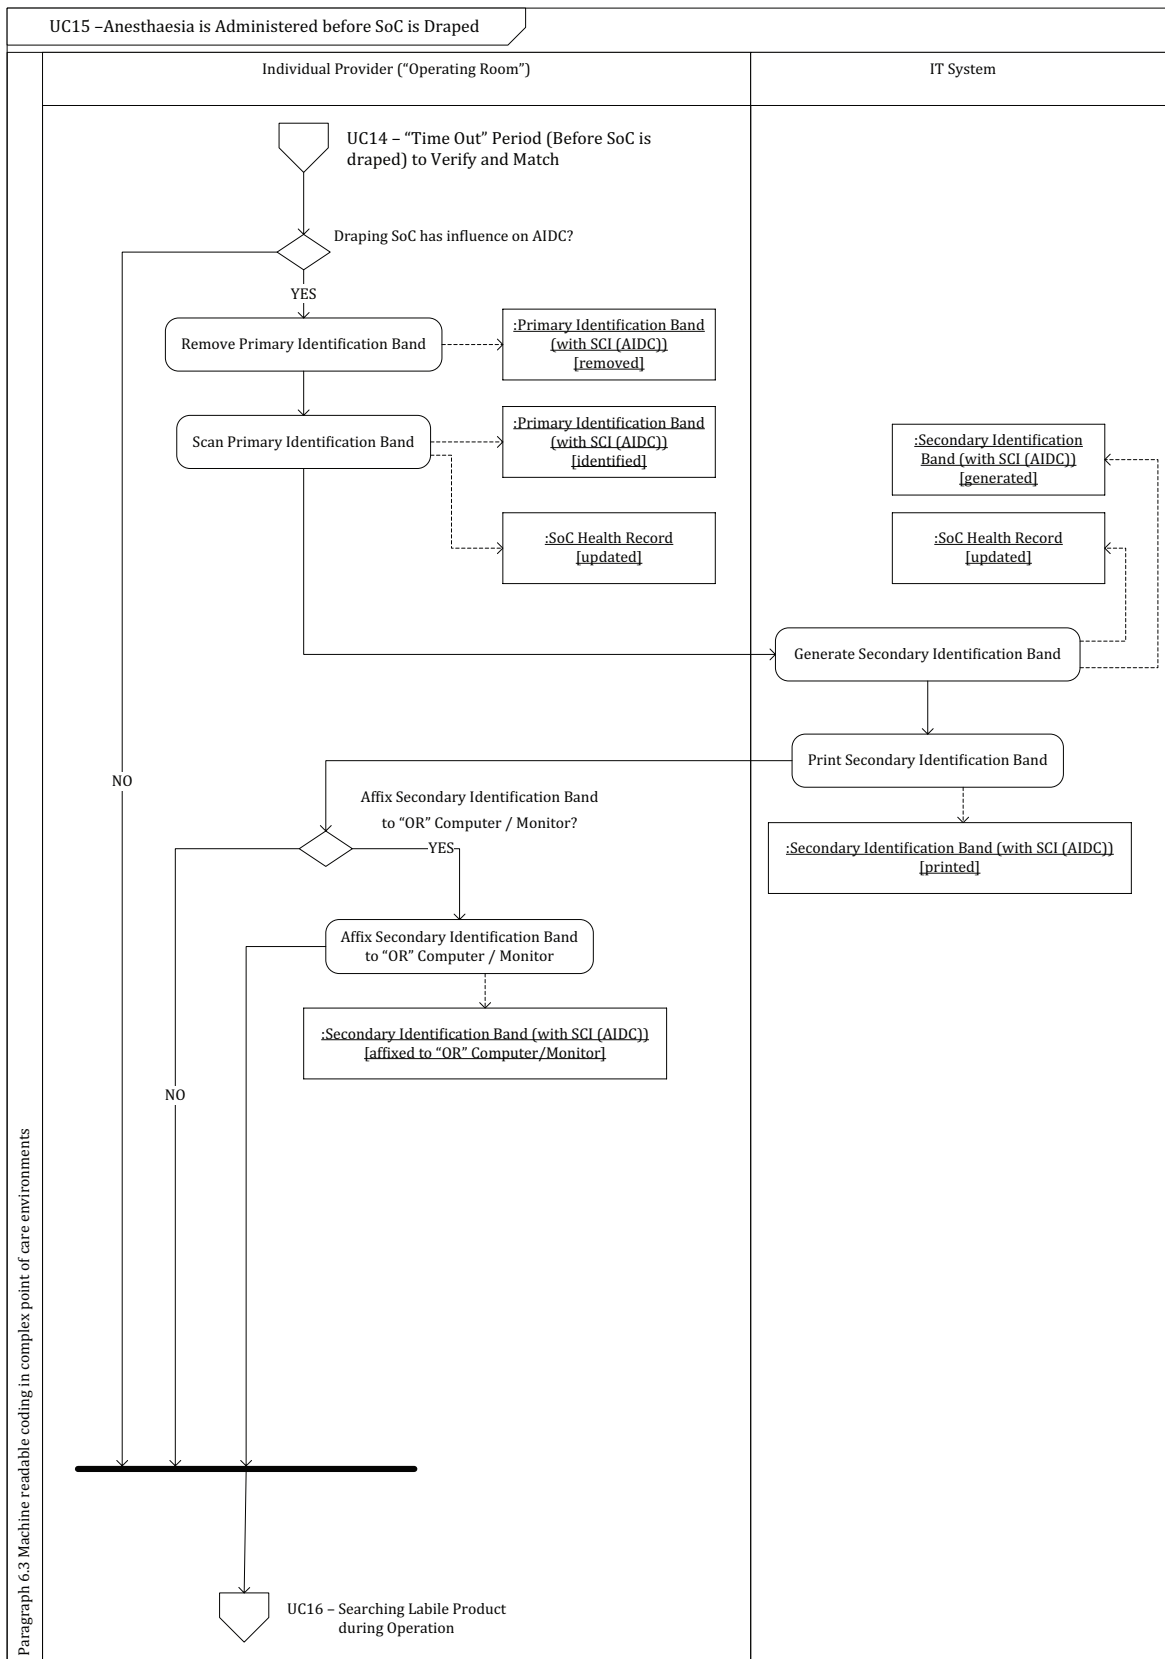 UC15 –Anesthaesia is Administered before SoC is Draped
Individual Provider (“Operating Room”)
IT System
UC14 – “Time Out” Period (Before SoC is
draped) to Verify and Match
Draping SoC has influence on AIDC?
YES
Remove Primary Identification Band
:Primary Identification Band
(with SCI (AIDC))
[removed]
Scan Primary Identification Band
:Primary Identification Band
(with SCI (AIDC))
[identified]
:Secondary Identification
Band (with SCI (AIDC))
[generated]
:SoC Health Record
[updated]
:SoC Health Record
[updated]
Generate Secondary Identification Band
Print Secondary Identification Band
NO
Affix Secondary Identification Band
to “OR” Computer / Monitor?
YES
:Secondary Identification Band (with SCI (AIDC))
[printed]
Affix Secondary Identification Band
to “OR” Computer / Monitor
:Secondary Identification Band (with SCI (AIDC))
[affixed to “OR” Computer/Monitor]
NO
Paragraph 6.3 Machine readable coding in complex point of care environments
UC16 – Searching Labile Product
during Operation